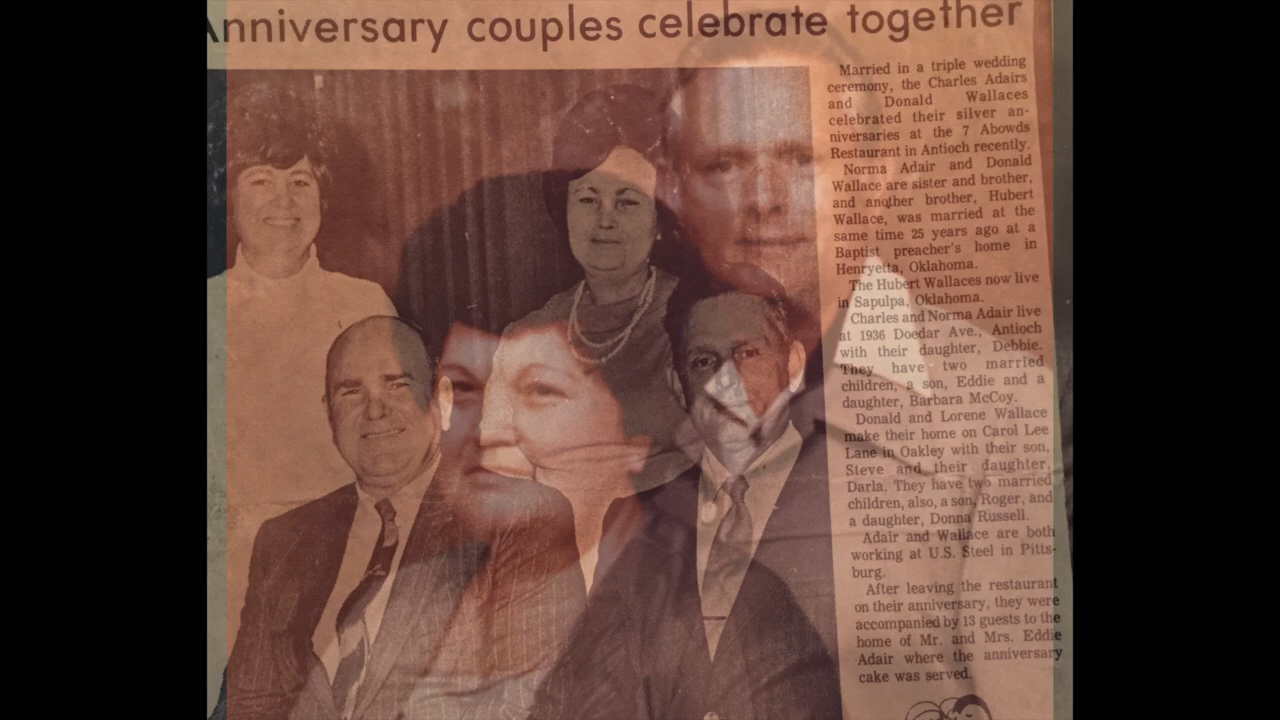 Anniversary couples celebrate together
Married in a triple wedding
ceremony, the Charles Adairs
and Donald Wallaces
celebrated their silver an-
niversaries at the 7 Abowds
Restaurant in Antioch recently.
Norma Adair and Donald
Wallace are sister and brother,
and another brother, Hubert
Wallace, was married at the
same time 25 years ago at a
Baptist preacher's home in
Henryetta, Oklahoma.
The Hubert Wallaces now live
in Sapulpa, Oklahoma.
Charles and Norma Adair live
at 1936 Doedar Ave., Antioch
with their daughter, Debbie.
They have two married
children, a son, Eddie and a
daughter, Barbara McCoy.
Donald and Lorene Wallace
make their home on Carol Lee
Lane in Oakley with their son,
Steve and their daughter,
Darla. They have two married
children, also, a son, Roger, and
a daughter, Donna Russell.
Adair and Wallace are both
working at U.S. Steel in Pitts-
burg.
After leaving the restaurant
on their anniversary, they were
accompanied by 13 guests to the
home of Mr. and Mrs. Eddie
Adair where the anniversary
cake was served.